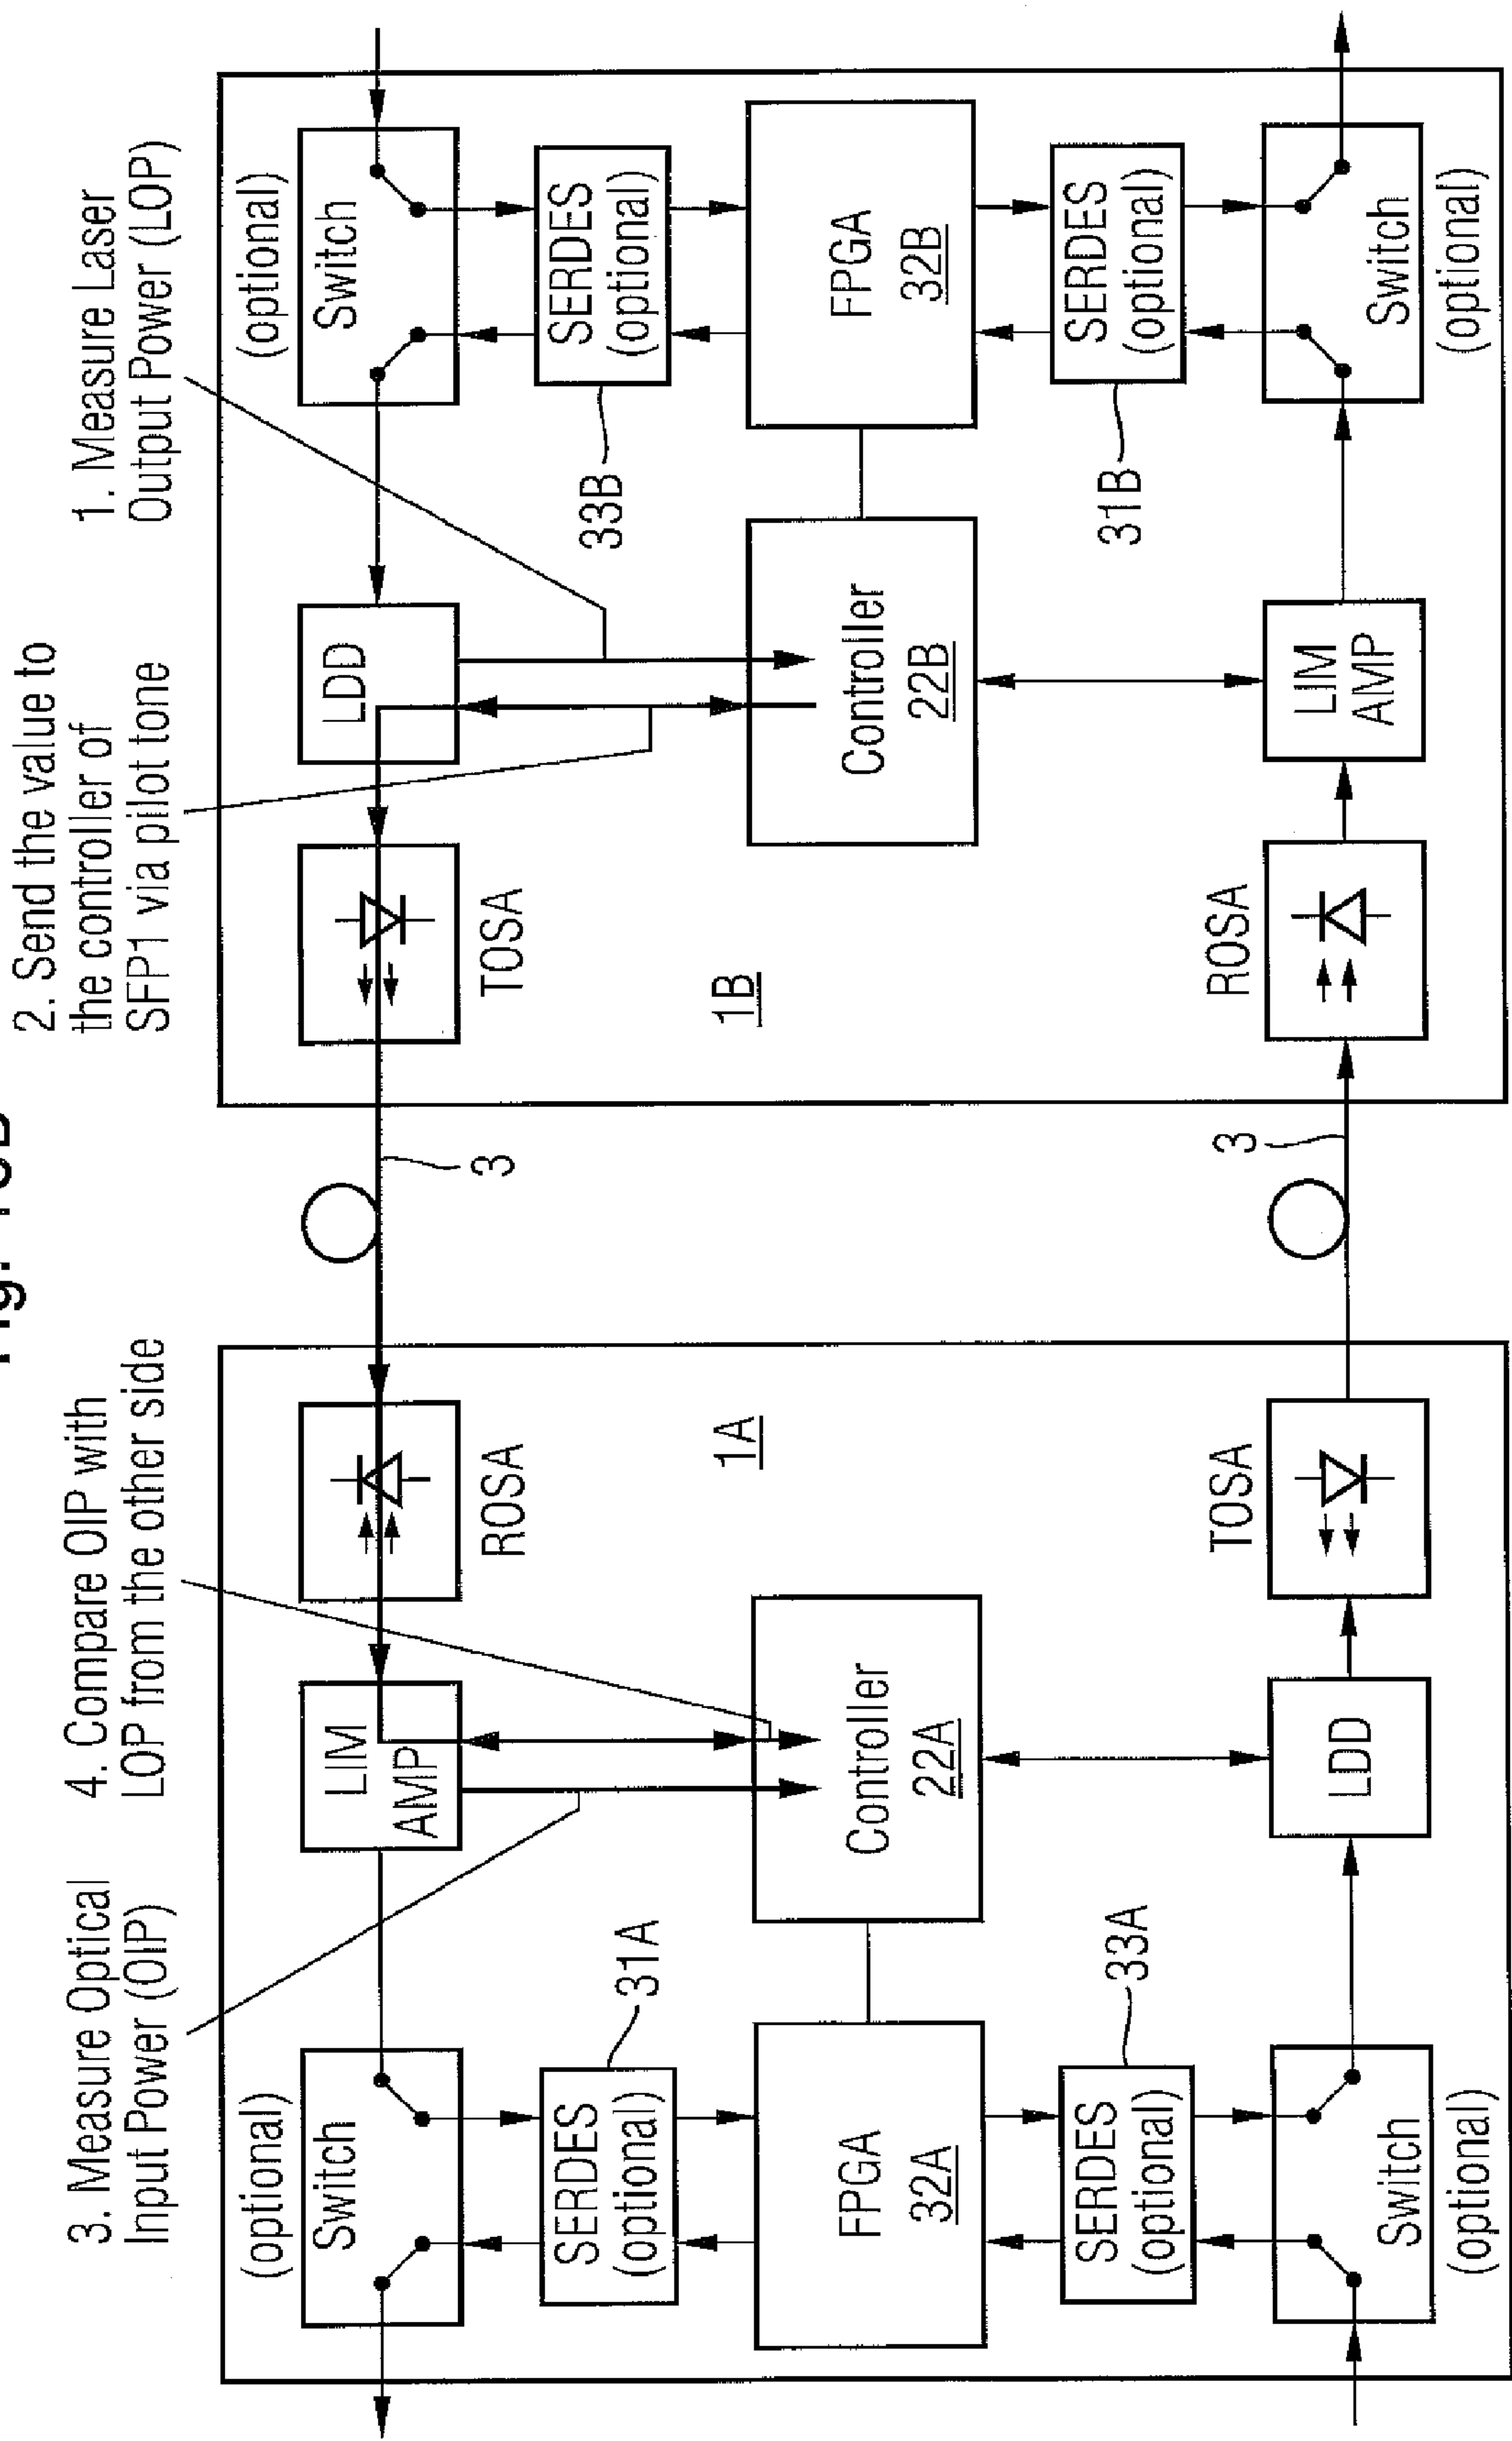 3. Measure Optical
Input Power (OIP)
4. Compare OIP with
LOP from the other side
2. Send the value to
the controller of
SFP1 via pilot tone
1. Measure Laser
Output Power (LOP)
(optional)
Switch
LIM
AMP
ROSA
3
TOSA
LDD
(optional)
Switch
SERDES
(optional)
31A
33B
SERDES
(optional)
FPGA
32A
Controller
22A
1A
1B
Controller
22B
FPGA
32B
SERDES
(optional)
33A
31B
SERDES
(optional)
Switch
(optional)
LDD
TOSA
3
ROSA
LIM
AMP
Switch
(optional)